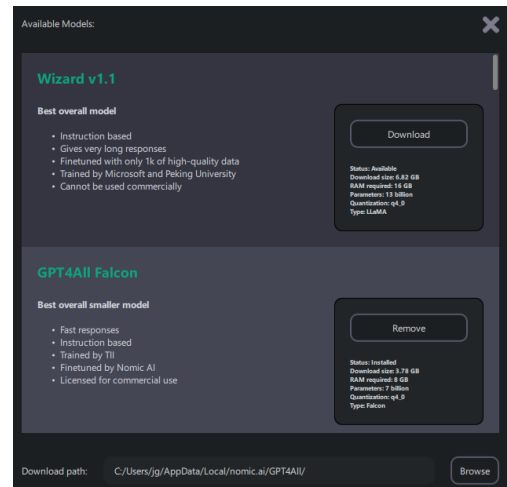 Available Models:
Wizard v1.1
Best overall model
• Instruction based
• Gives very long responses
• Finetuned with only 1k of high-quality data
• Trained by Microsoft and Peking University
• Cannot be used commercially
Download
Status: Available
Download size: 6.82 GB
RAM required: 16 GB
Parameters: 13 billion
Quantization: q4_0
Type: LLaMA
GPT4All Falcon
Best overall smaller model
• Fast responses
• Instruction based
• Trained by TII
• Finetuned by Nomic AI
• Licensed for commercial use
Remove
Status: Installed
Download size: 3.78 GB
RAM required: 8 GB
Parameters: 7 billion
Quantization: q4_0
Type: Falcon
Download path: C:/Users/jg/AppData/Local/nomic.ai/GPT4All/ Browse